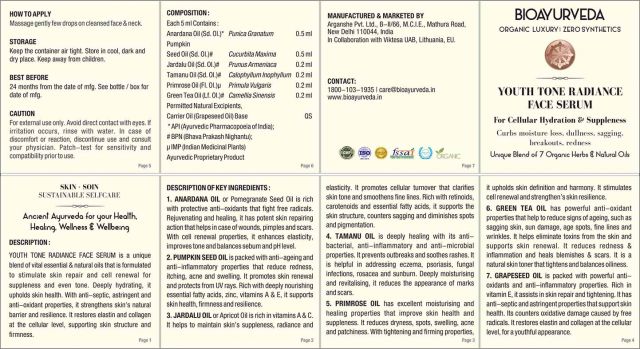 HOW TO APPLY
Massage gently few drops on cleansed face & neck.
STORAGE
Keep the container air tight. Store in cool, dark and
dry place. Keep away from children.
BEST BEFORE
24 months from the date of mfg. See bottle / box for
date of mfg.
CAUTION
For external use only. Avoid direct contact with eyes. If
irritation occurs, rinse with water. In case of
discomfort or reaction, discontinue use and consult
your physician. Patch-test for sensitivity and
compatibility prior to use.
Page 5
COMPOSITION :
Each 5 ml Contains :
Anardana Oil (Sd. OL)* Punica Granatum 0.5 ml
Pumpkin
Seed Oil (Sd. OL)# Cucurbita Maxima 0.5 ml
Jardalu Oil (Sd. OL)# Prunus Armeniaca 0.2 ml
Tamanu Oil (Sd. OL)# Calophyllum Inophyllum 0.2 ml
Primrose Oil (Fl. OL)µ Primula Vulgaris 0.2 ml
Green Tea Oil (Lf. OL)# Camellia Sinensis 0.2 ml
Permitted Natural Excipients,
Carrier Oil (Grapeseed Oil) Base QS
* API (Ayurvedic Pharmacopoeia of India);
# BPN (Bhava Prakash Nighantu);
µ IMP (Indian Medicinal Plants)
Ayurvedic Proprietary Product
Page 6
MANUFACTURED & MARKETED BY
Arganshe Pvt. Ltd., B-II/66, M.C.I.E., Mathura Road,
New Delhi 110044, India
In Collaboration with Viktesa UAB, Lithuania, EU.
CONTACT:
1800-103-1935 | care@bioayurveda.in
www.bioayurveda.in
GMP
ISO
fssai
ORGANIC
Page 7
BIOAYURVEDA
ORGANIC LUXURY | ZERO SYNTHETICS
YOUTH TONE RADIANCE
FACE SERUM
For Cellular Hydration & Suppleness
Curbs moisture loss, dullness, sagging,
breakouts, redness
Unique Blend of 7 Organic Herbs & Natural Oils
SKIN + SOIN
SUSTAINABLE SELFCARE
Ancient Ayurveda for your Health,
Healing, Wellness & Wellbeing
DESCRIPTION :
YOUTH TONE RADIANCE FACE SERUM is a unique
blend of vital essential & natural oils that is formulated
to stimulate skin repair and cell renewal for
suppleness and even tone. Deeply hydrating, it
upholds skin health. With anti-septic, astringent and
anti-oxidant properties, it strengthens skin's natural
barrier and resilience. It restores elastin and collagen
at the cellular level, supporting skin structure and
firmness.
Page 1
DESCRIPTION OF KEY INGREDIENTS :
1. ANARDANA OIL or Pomegranate Seed Oil is rich
with protective anti-oxidants that fight free radicals.
Rejuvenating and healing, it has potent skin repairing
action that helps in case of wounds, pimples and scars.
With cell renewal properties, it enhances elasticity,
improves tone and balances sebum and pH level.
2. PUMPKIN SEED OIL is packed with anti-ageing and
anti-inflammatory properties that reduce redness,
itching, acne and swelling. It promotes skin renewal
and protects from UV rays. Rich with deeply nourishing
essential fatty acids, zinc, vitamins A & E, it supports
skin health, firmness and resilience.
3. JARDALU OIL or Apricot Oil is rich in vitamins A & C.
It helps to maintain skin's suppleness, radiance and
Page 2
elasticity. It promotes cellular turnover that clarifies
skin tone and smoothens fine lines. Rich with retinoids,
carotenoids and essential fatty acids, it supports the
skin structure, counters sagging and diminishes spots
and pigmentation.
4. TAMANU OIL is deeply healing with its anti-
bacterial, anti-inflammatory and anti-microbial
properties. It prevents outbreaks and soothes rashes. It
is helpful in addressing eczema, psoriasis, fungal
infections, rosacea and sunburn. Deeply moisturising
and revitalising, it reduces the appearance of marks
and scars.
5. PRIMROSE OIL has excellent moisturising and
healing properties that improve skin health and
suppleness. It reduces dryness, spots, swelling, acne
and patchiness. With tightening and firming properties,
Page 3
it upholds skin definition and harmony. It stimulates
cell renewal and strengthen's skin resilience.
6. GREEN TEA OIL has powerful anti-oxidant
properties that help to reduce signs of ageing, such as
sagging skin, sun damage, age spots, fine lines and
wrinkles. It helps eliminate toxins from the skin and
supports skin renewal. It reduces redness &
inflammation and heals blemishes & scars. It is a
natural skin toner that tightens and balances oiliness.
7. GRAPESEED OIL is packed with powerful anti-
oxidants and anti-inflammatory properties. Rich in
vitamin E, it assists in skin repair and tightening. It has
anti-septic and astringent properties that support skin
health. Its counters oxidative damage caused by free
radicals. It restores elastin and collagen at the cellular
level, for a youthful appearance.
Page 4